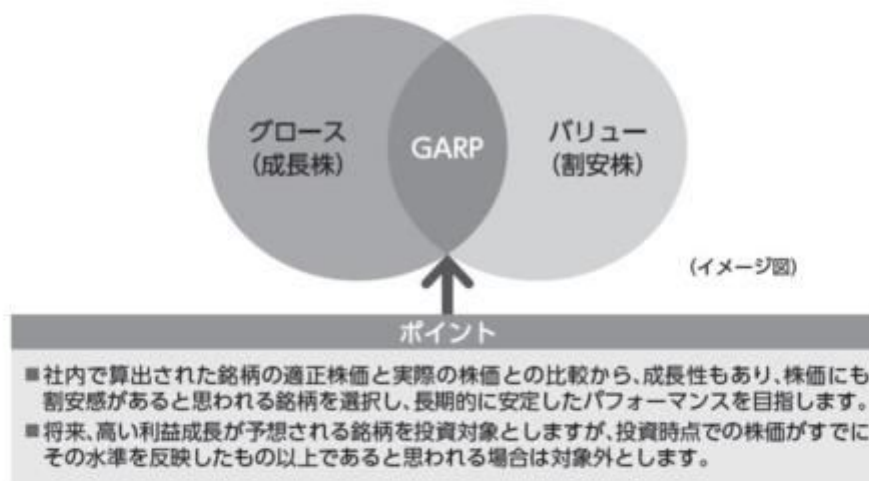 グロース
(成長株)
GARP
バリュー
(割安株)
(イメージ図)
ポイント
■社内で算出された銘柄の適正株価と実際の株価との比較から、成長性もあり、株価にも
割安感があると思われる銘柄を選択し、長期的に安定したパフォーマンスを目指します。
■将来、高い利益成長が予想される銘柄を投資対象としますが、投資時点での株価がすでに
その水準を反映したもの以上であると思われる場合は対象外とします。